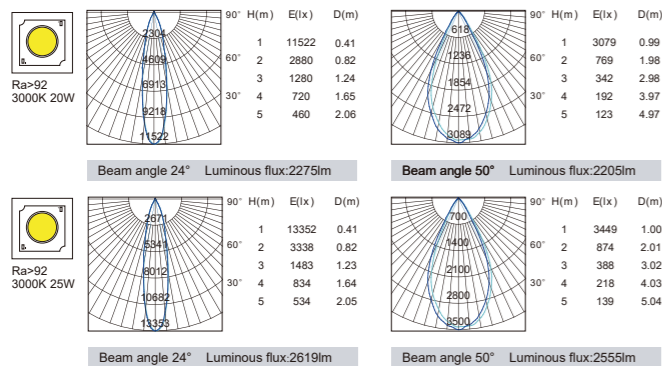 90° H(m) E(lx) D(m)
2304
4609
6913
9218
11522
60°
30°
1 11522 0.41
2 2880 0.82
3 1280 1.24
4 720 1.65
5 460 2.06
Ra>92
3000K 20W
Beam angle 24° Luminous flux:2275lm
90° H(m) E(lx) D(m)
618
1236
1854
2472
3089
60°
30°
1 3079 0.99
2 769 1.98
3 342 2.98
4 192 3.97
5 123 4.97
Beam angle 50° Luminous flux:2205lm
90° H(m) E(lx) D(m)
2671
5341
8012
10682
13353
60°
30°
1 13352 0.41
2 3338 0.82
3 1483 1.23
4 834 1.64
5 534 2.05
Ra>92
3000K 25W
Beam angle 24° Luminous flux:2619lm
90° H(m) E(lx) D(m)
700
1400
2100
2800
3500
60°
30°
1 3449 1.00
2 874 2.01
3 388 3.02
4 218 4.03
5 139 5.04
Beam angle 50° Luminous flux:2555lm